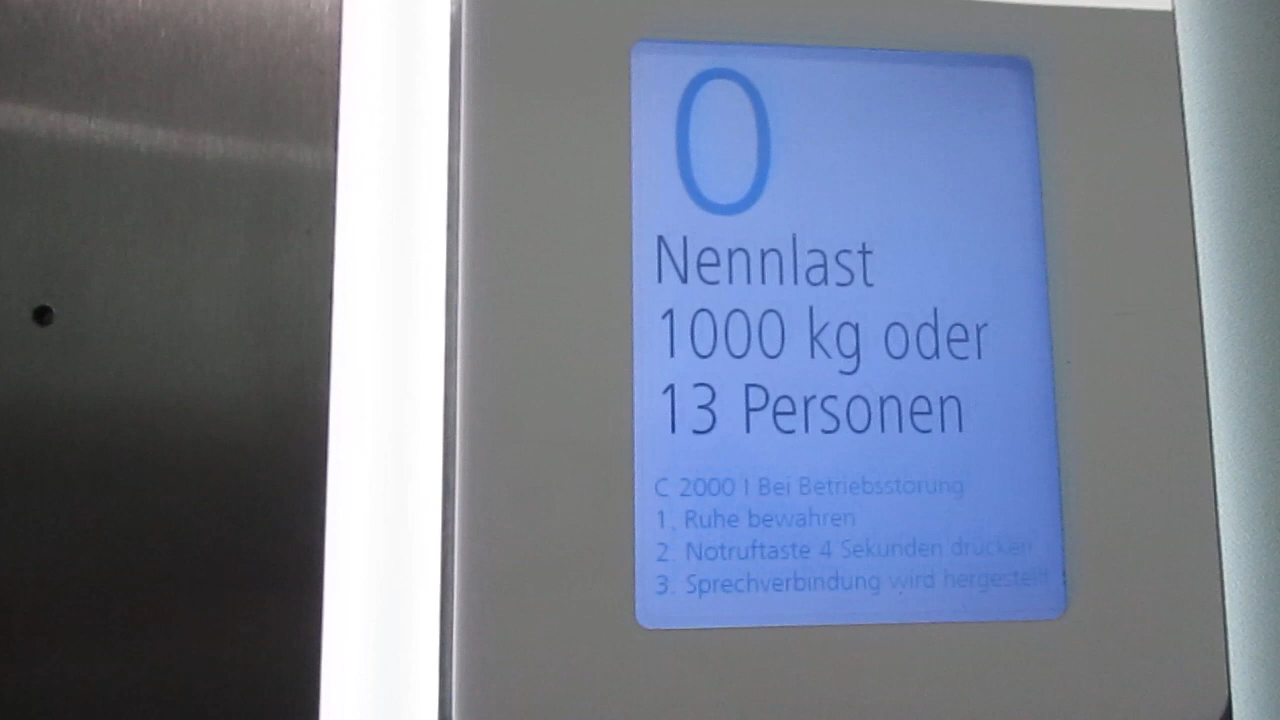 0
Nennlast
1000 kg oder
13 Personen
C 2000 I Bei Betriebsstörung
1. Ruhe bewahren
2. Notruftaste 4 Sekunden drücken
3. Sprechverbindung wird hergestellt